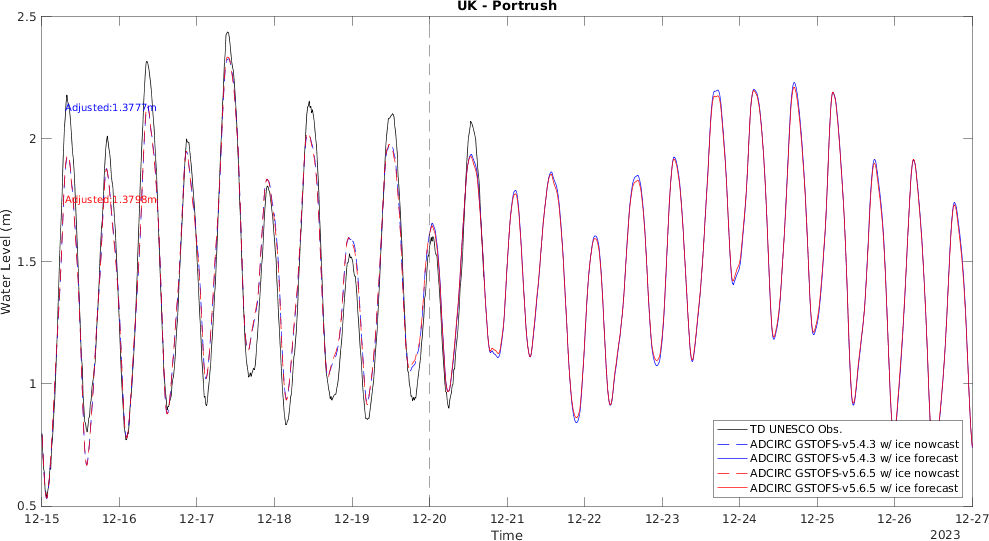 UK - Portrush
2.5
2
1.5
1
0.5
Water Level (m)
Adjusted:1.3777m
Adjusted:1.3798m
TD UNESCO Obs.
ADCIRC GSTOFS-v5.4.3 w/ ice nowcast
ADCIRC GSTOFS-v5.4.3 w/ ice forecast
ADCIRC GSTOFS-v5.6.5 w/ ice nowcast
ADCIRC GSTOFS-v5.6.5 w/ ice forecast
12-15 12-16 12-17 12-18 12-19 12-20 12-21 12-22 12-23 12-24 12-25 12-26 12-27
Time
2023